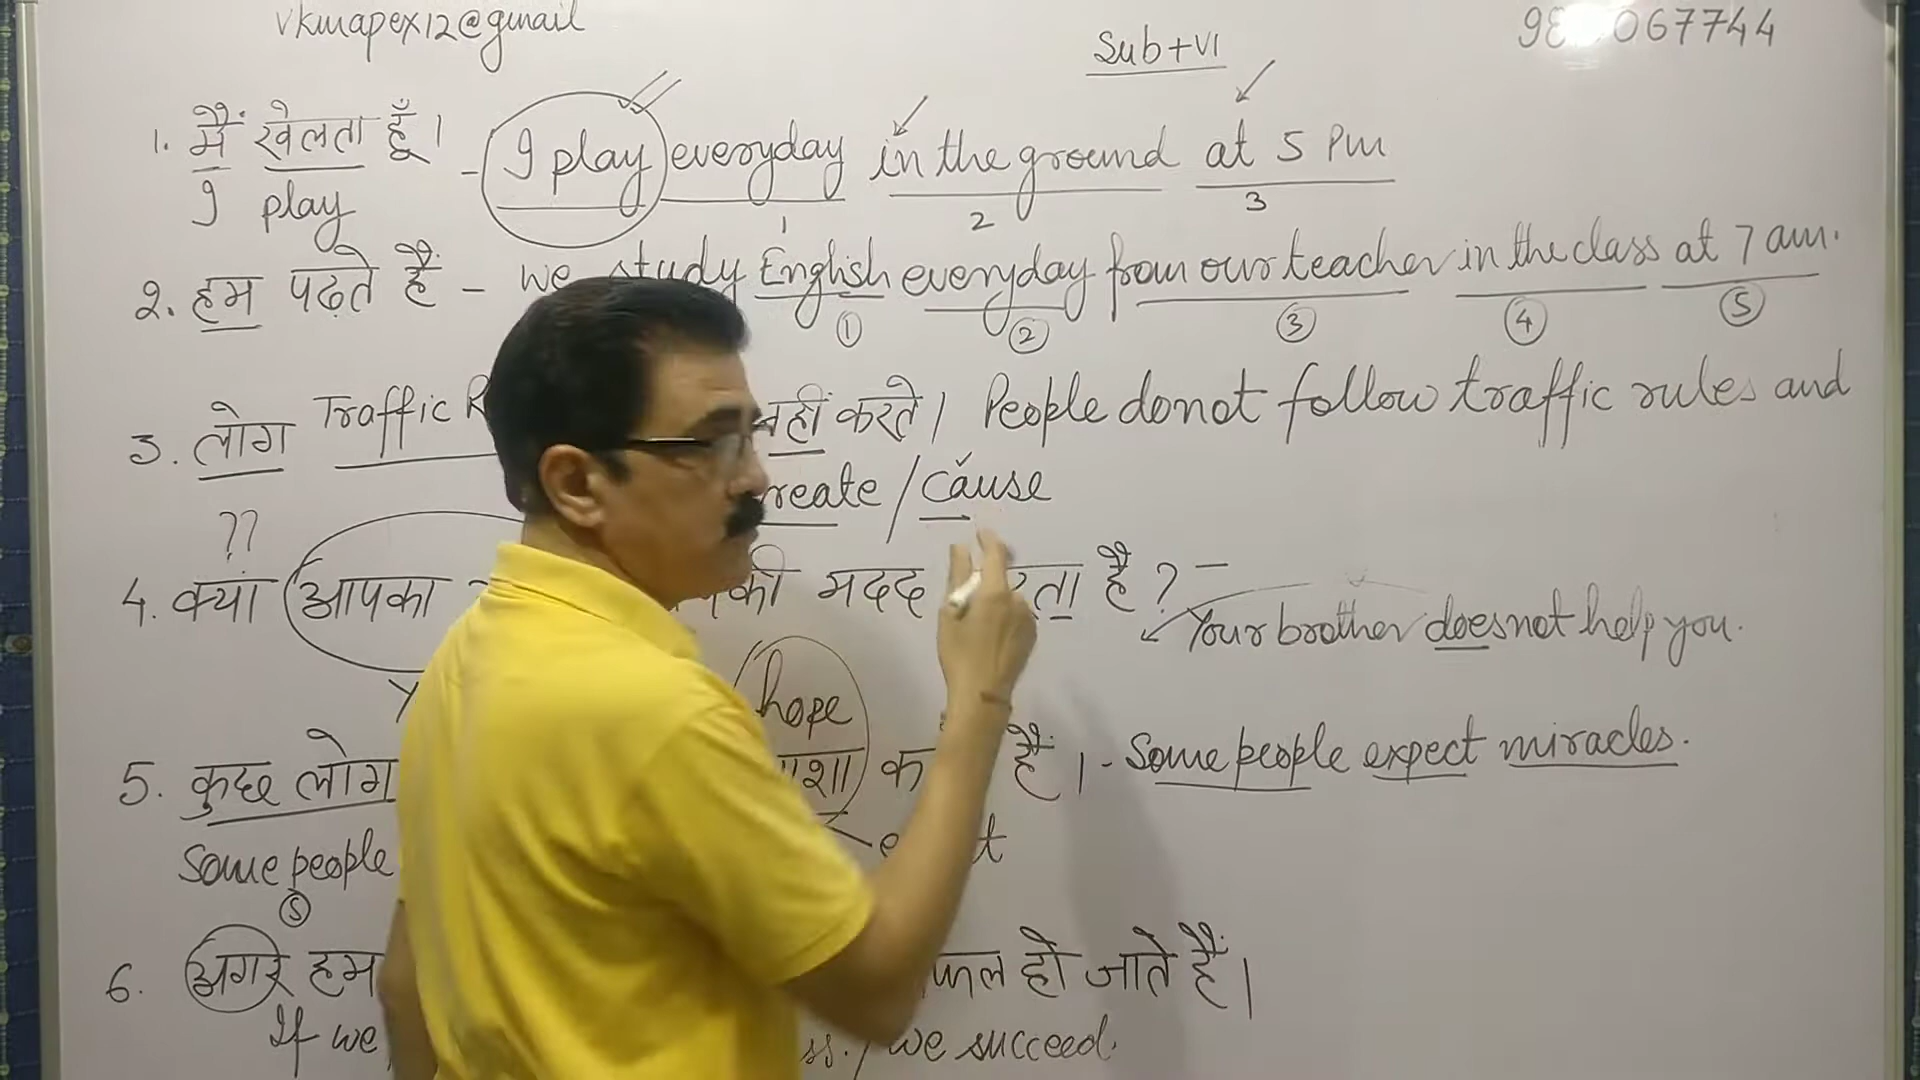 vkmapex12@gmail
Sub+V1
067744
1. मैं खेलता हूँ। - I play everyday in the ground at 5 Pm
I play
1 2 3
2. हम पढ़ते हैं - we study English everyday from our teacher in the class at 7 am.
1 2 3 4 5
3. लोग Traffic नहीं करते। People do not follow traffic rules and
/ cause
??
4. क्या आपका मदद है? - Your brother does not help you.
hope
5. कुछ लोग हैं। - Some people expect miracles.
Some people
S
6. अगर हम हो जाते हैं।
If we we succeed.